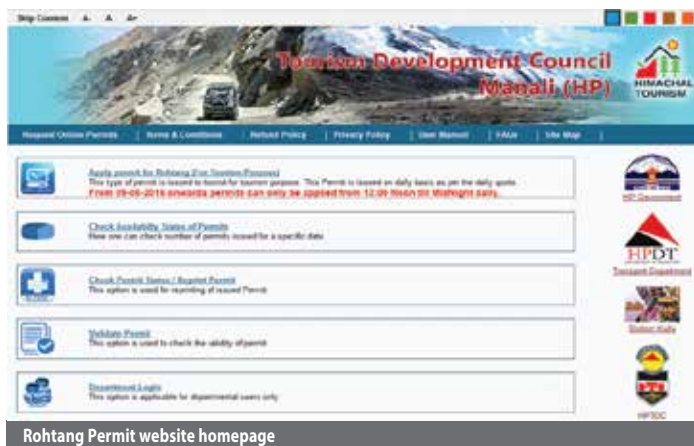 Skip Content A- A A+
Tourism Development Council
Manali (HP)
HIMACHAL
TOURISM
Request Online Permits | Terms & Conditions | Refund Policy | Privacy Policy | User Manual | FAQs | Site Map |
Apply permit for Rohtang (For Tourism Purpose)
This type of permit is issued to tourist for tourism purpose. This Permit is issued on daily basis as per the daily quota.
From 09-06-2016 onwards permits can only be applied from 12:00 Noon till Midnight daily.
Check Availability Status of Permits
Here one can check number of permits issued for a specific date
Check Permit Status / Reprint Permit
This option is used for reprinting of issued Permit
Validate Permit
This option is used to check the validity of permit
Department Login
This option is applicable for departmental users only
HP Government
HPDT
Transport Department
District Kullu
HPTDC
Rohtang Permit website homepage